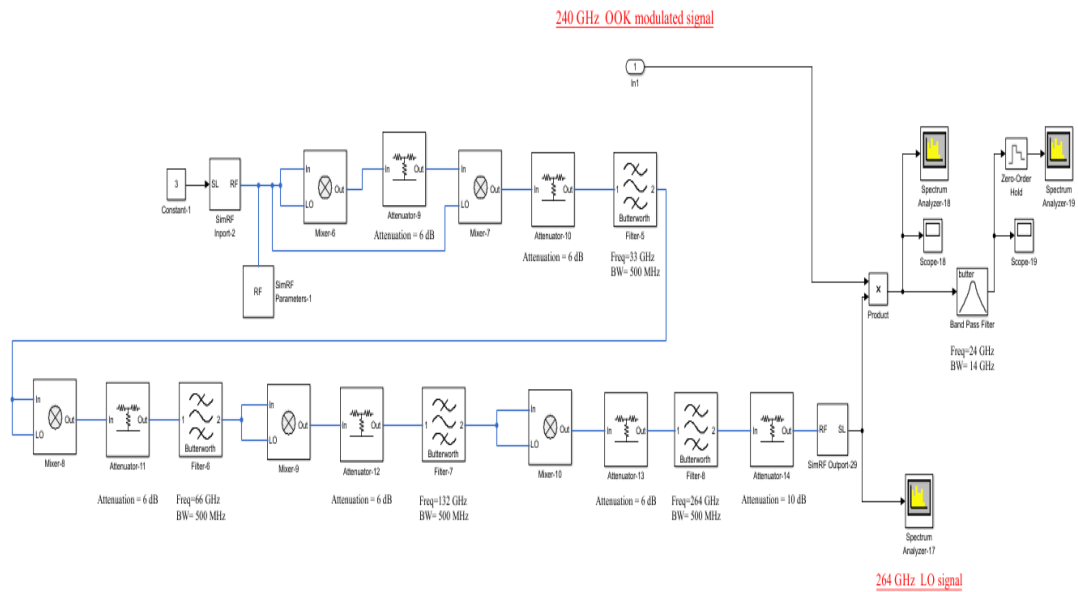 240 GHz OOK modulated signal
1
In1
3
Constant-1
SL RF
SimRF
Inport-2
RF
SimRF
Parameters-1
In
LO
Out
Mixer-6
In Out
Attenuator-9
Attenuation = 6 dB
In
LO
Out
Mixer-7
In Out
Attenuator-10
Attenuation = 6 dB
1 2
Butterworth
Filter-5
Freq=33 GHz
BW= 500 MHz
Spectrum
Analyzer-18
Zero-Order
Hold
Spectrum
Analyzer-19
Scope-18
Scope-19
x
Product
butter
Band Pass Filter
Freq=24 GHz
BW= 14 GHz
In
LO
Out
Mixer-8
In Out
Attenuator-11
Attenuation = 6 dB
1 2
Butterworth
Filter-6
Freq=66 GHz
BW= 500 MHz
In
LO
Out
Mixer-9
In Out
Attenuator-12
Attenuation = 6 dB
1 2
Butterworth
Filter-7
Freq=132 GHz
BW= 500 MHz
In
LO
Out
Mixer-10
In Out
Attenuator-13
Attenuation = 6 dB
1 2
Butterworth
Filter-8
Freq=264 GHz
BW= 500 MHz
In Out
Attenuator-14
Attenuation = 10 dB
RF SL
SimRF Outport-29
Spectrum
Analyzer-17
264 GHz LO signal